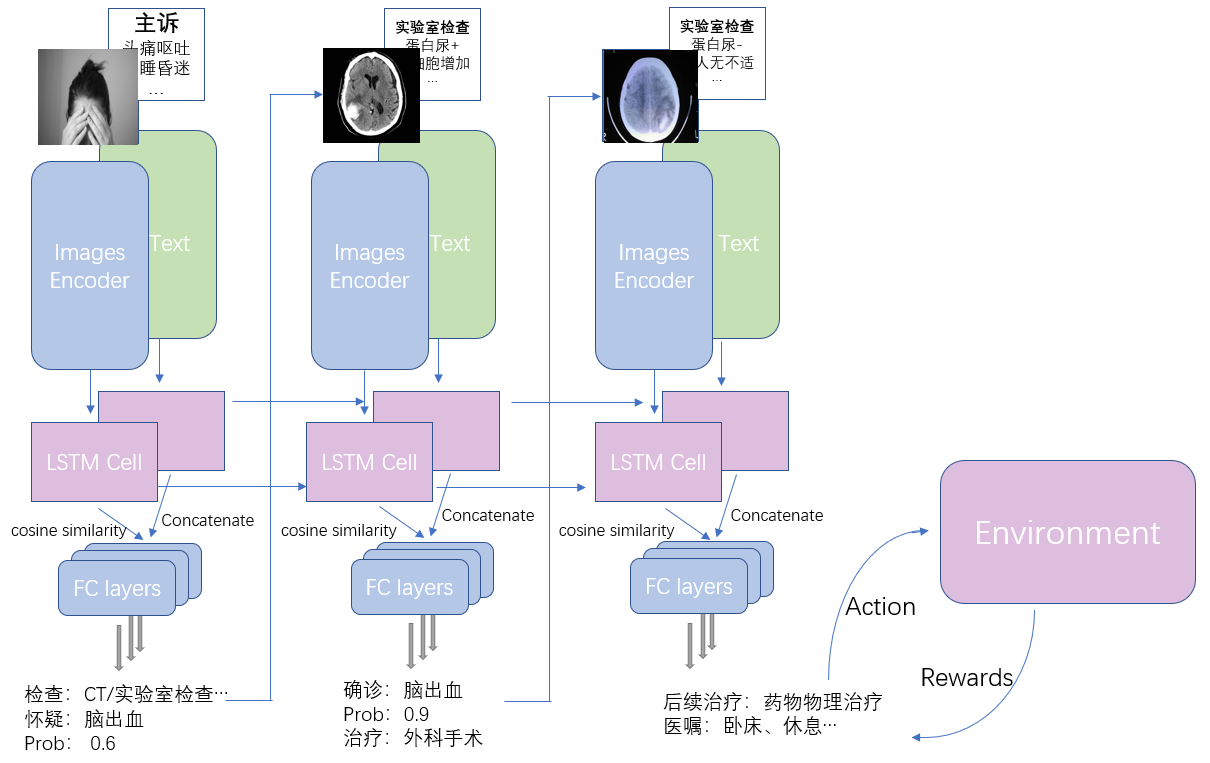 主诉
头痛呕吐
睡昏迷
…
Images
Encoder
Text
LSTM Cell
cosine similarity
Concatenate
FC layers
检查：CT/实验室检查…
怀疑：脑出血
Prob： 0.6
实验室检查
蛋白尿+
细胞增加
…
Images
Encoder
Text
LSTM Cell
cosine similarity
Concatenate
FC layers
确诊：脑出血
Prob：0.9
治疗：外科手术
实验室检查
蛋白尿-
人无不适
…
Images
Encoder
Text
LSTM Cell
cosine similarity
Concatenate
FC layers
后续治疗：药物物理治疗
医嘱：卧床、休息…
Action
Environment
Rewards